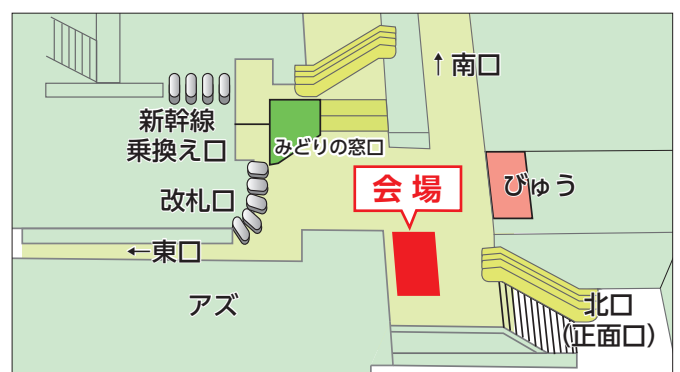 ↑南口
新幹線
乗換え口
みどりの窓口
会場
びゅう
改札口
←東口
アズ
北口
(正面口)